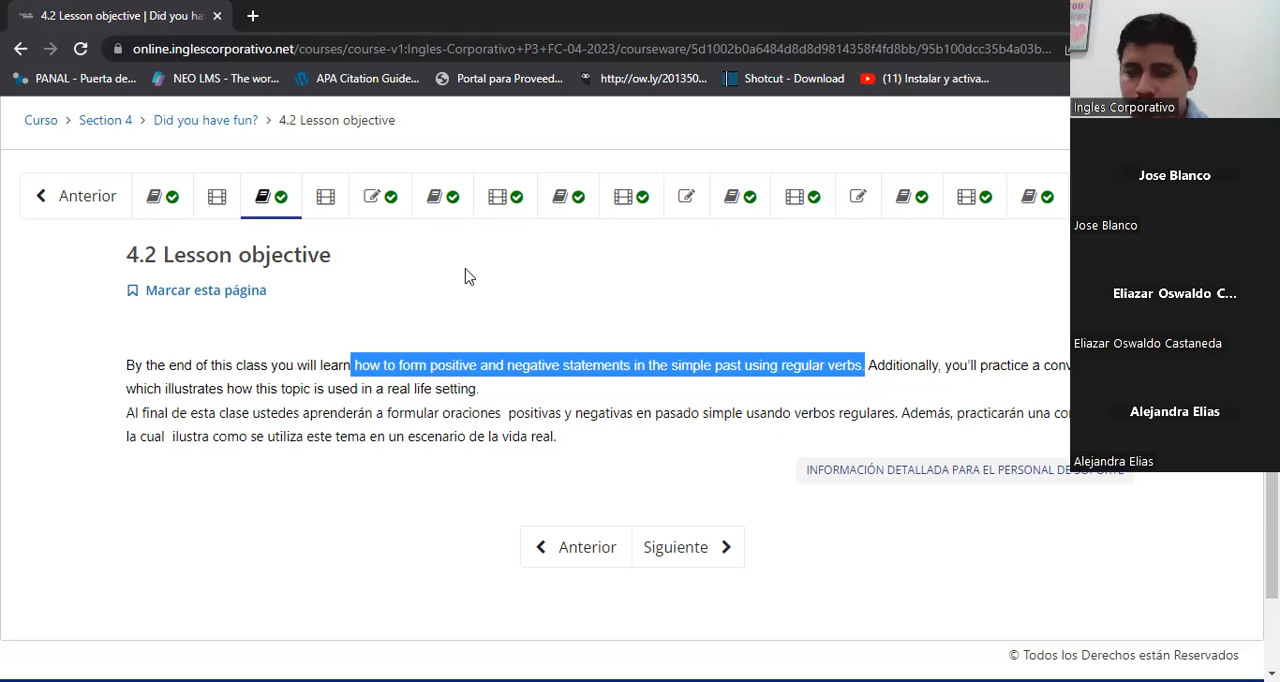 4.2 Lesson objective | Did you ha
online.inglescorporativo.net/courses/course-v1:Ingles-Corporativo+P3+FC-04-2023/courseware/5d1002b0a6484d8d8d9814358f4fd8bb/95b100dcc35b4a03b...
PANAL - Puerta de... NEO LMS - The wor... APA Citation Guide... Portal para Proveed... http://ow.ly/201350... Shotcut - Download (11) Instalar y activa...
Ingles Corporativo
Curso > Section 4 > Did you have fun? > 4.2 Lesson objective
Jose Blanco
Jose Blanco
Anterior
4.2 Lesson objective
Marcar esta página
Eliazar Oswaldo C...
Eliazar Oswaldo Castaneda
By the end of this class you will learn how to form positive and negative statements in the simple past using regular verbs. Additionally, you'll practice a conv
which illustrates how this topic is used in a real life setting.
Al final de esta clase ustedes aprenderán a formular oraciones positivas y negativas en pasado simple usando verbos regulares. Además, practicarán una co
la cual ilustra como se utiliza este tema en un escenario de la vida real.
Alejandra Elias
Alejandra Elias
INFORMACIÓN DETALLADA PARA EL PERSONAL DE SOPORTE
Anterior Siguiente
© Todos los Derechos están Reservados